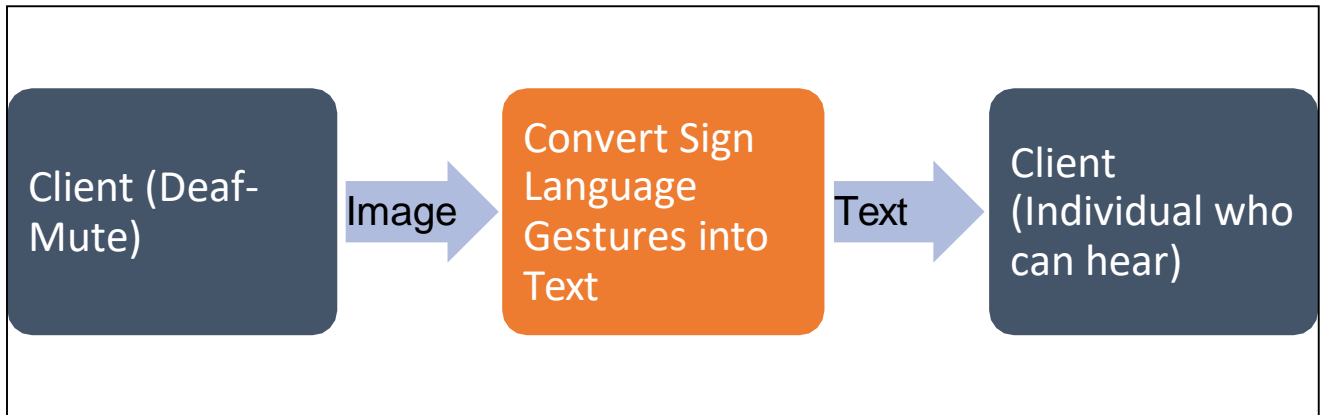 Client (Deaf-
Mute)
Image
Convert Sign
Language
Gestures into
Text
Text
Client
(Individual who
can hear)